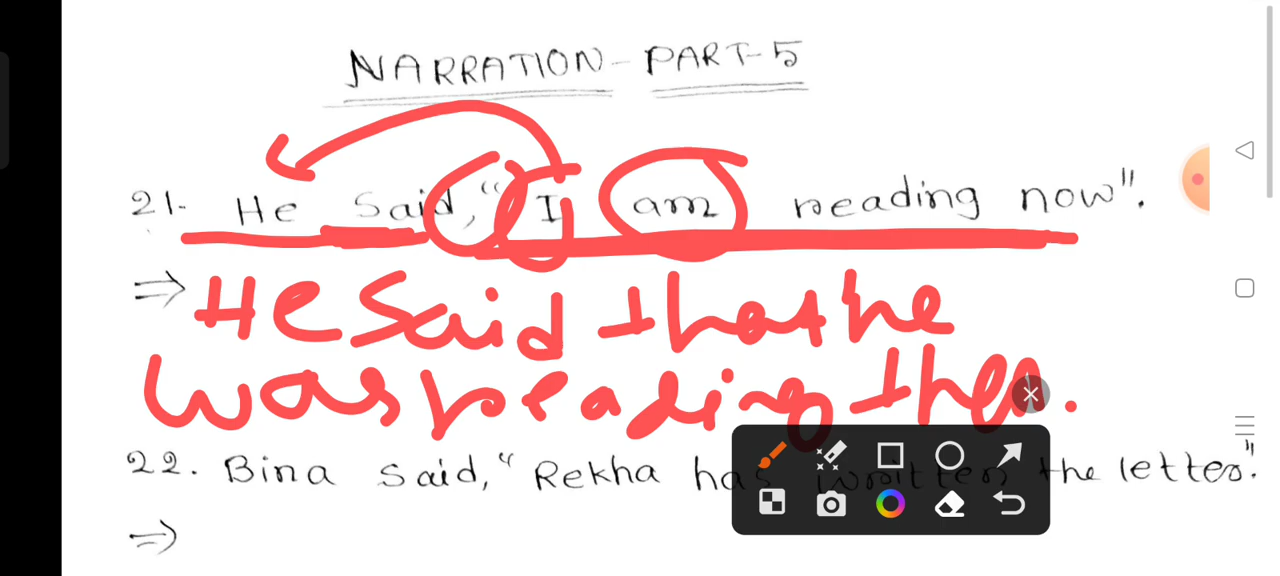 NARRATION - PART-5
21. He Said, "I am reading now".
⇒ He Said that he
was reading then.
22. Bina said, "Rekha has written the letter."
⇒